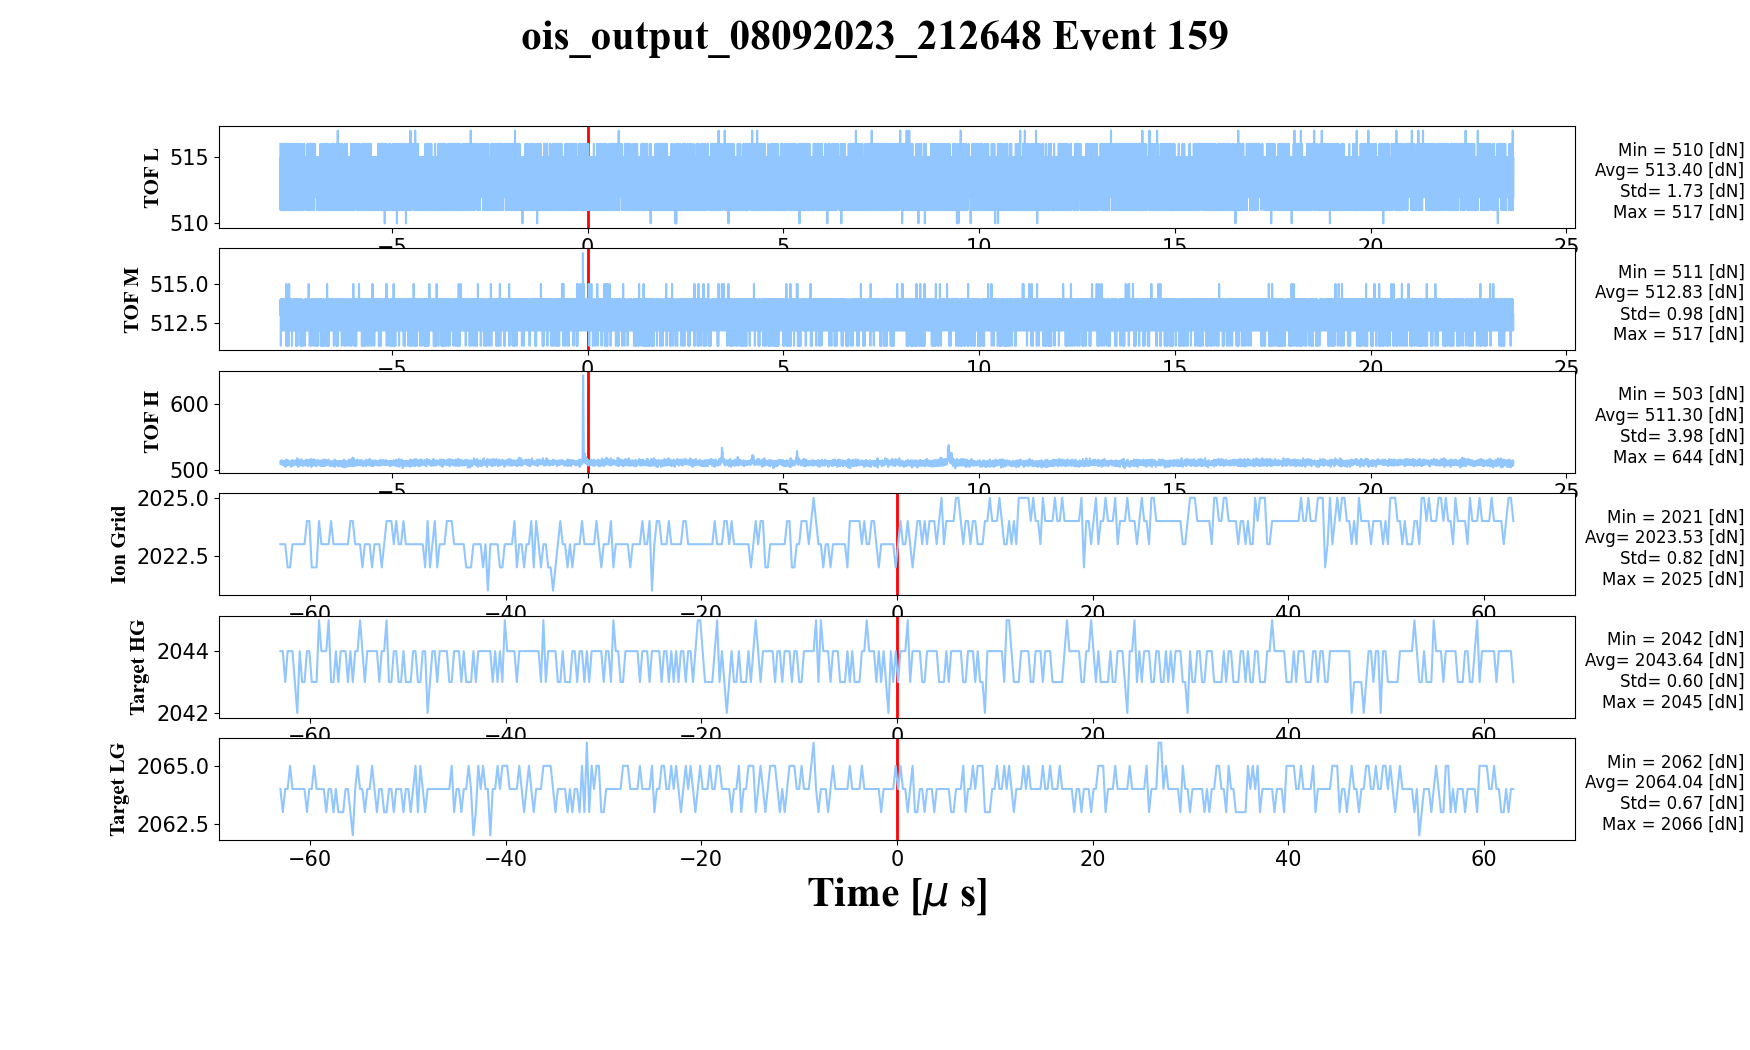 ois_output_08092023_212648 Event 159
TOF L
515
510
−5
0
5
10
15
20
25
Min = 510 [dN]
Avg= 513.40 [dN]
Std= 1.73 [dN]
Max = 517 [dN]
TOF M
515.0
512.5
−5
0
5
10
15
20
25
Min = 511 [dN]
Avg= 512.83 [dN]
Std= 0.98 [dN]
Max = 517 [dN]
TOF H
600
500
−5
0
5
10
15
20
25
Min = 503 [dN]
Avg= 511.30 [dN]
Std= 3.98 [dN]
Max = 644 [dN]
Ion Grid
2025.0
2022.5
−60
−40
−20
0
20
40
60
Min = 2021 [dN]
Avg= 2023.53 [dN]
Std= 0.82 [dN]
Max = 2025 [dN]
Target HG
2044
2042
−60
−40
−20
0
20
40
60
Min = 2042 [dN]
Avg= 2043.64 [dN]
Std= 0.60 [dN]
Max = 2045 [dN]
Target LG
2065.0
2062.5
−60
−40
−20
0
20
40
60
Min = 2062 [dN]
Avg= 2064.04 [dN]
Std= 0.67 [dN]
Max = 2066 [dN]
Time [μ s]